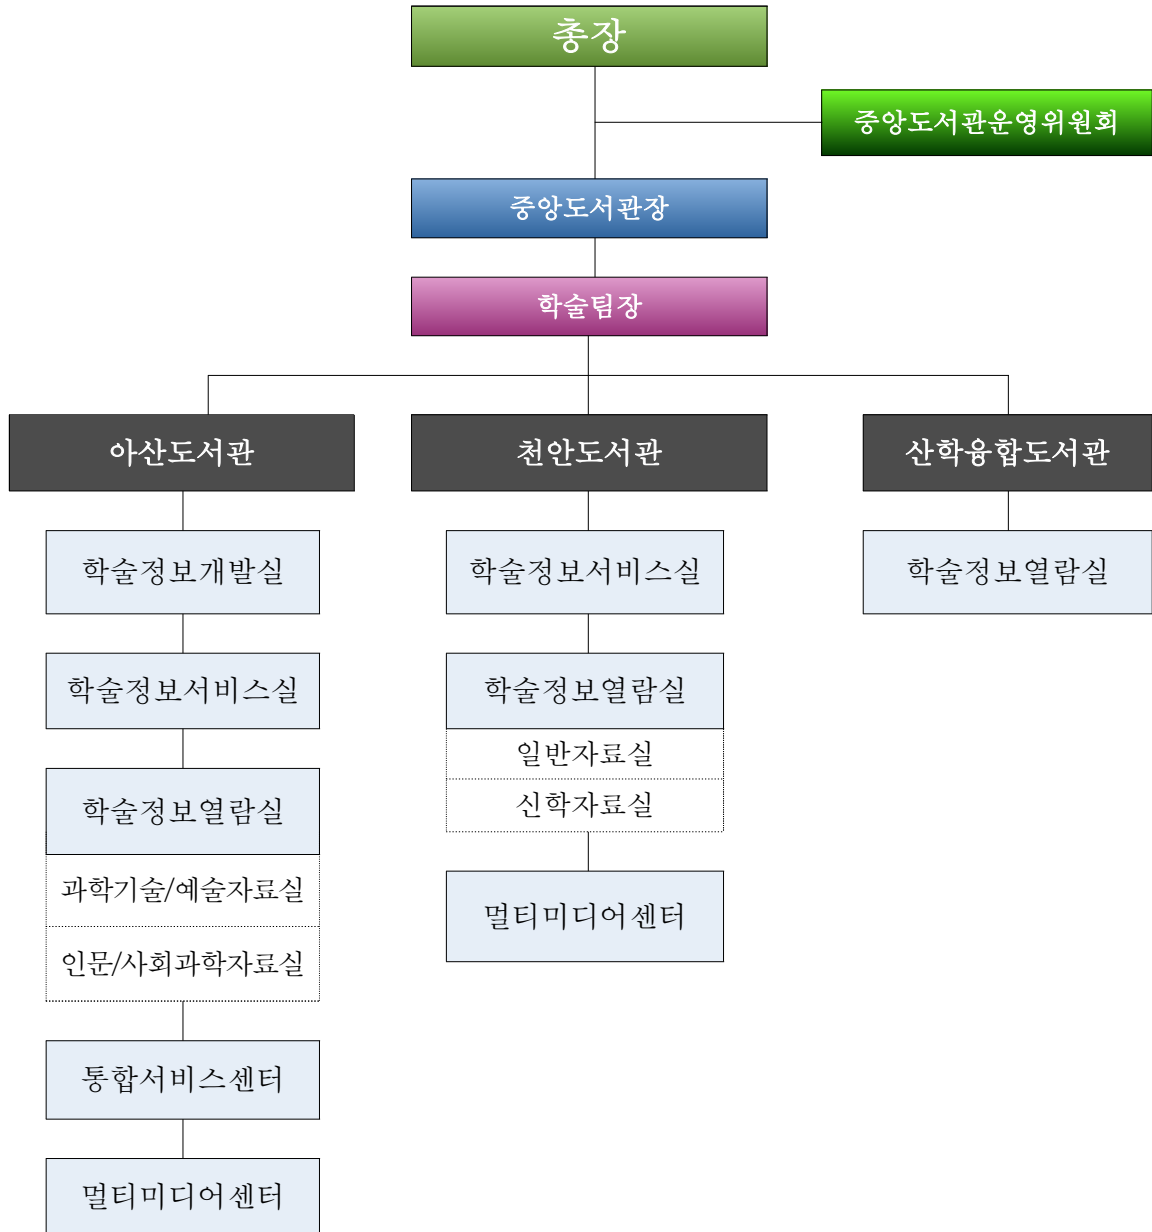 총장
중앙도서관운영위원회
중앙도서관장
학술팀장
아산도서관
학술정보개발실
학술정보서비스실
학술정보열람실
과학기술/예술자료실
인문/사회과학자료실
통합서비스센터
멀티미디어센터
천안도서관
학술정보서비스실
학술정보열람실
일반자료실
신학자료실
멀티미디어센터
산학융합도서관
학술정보열람실